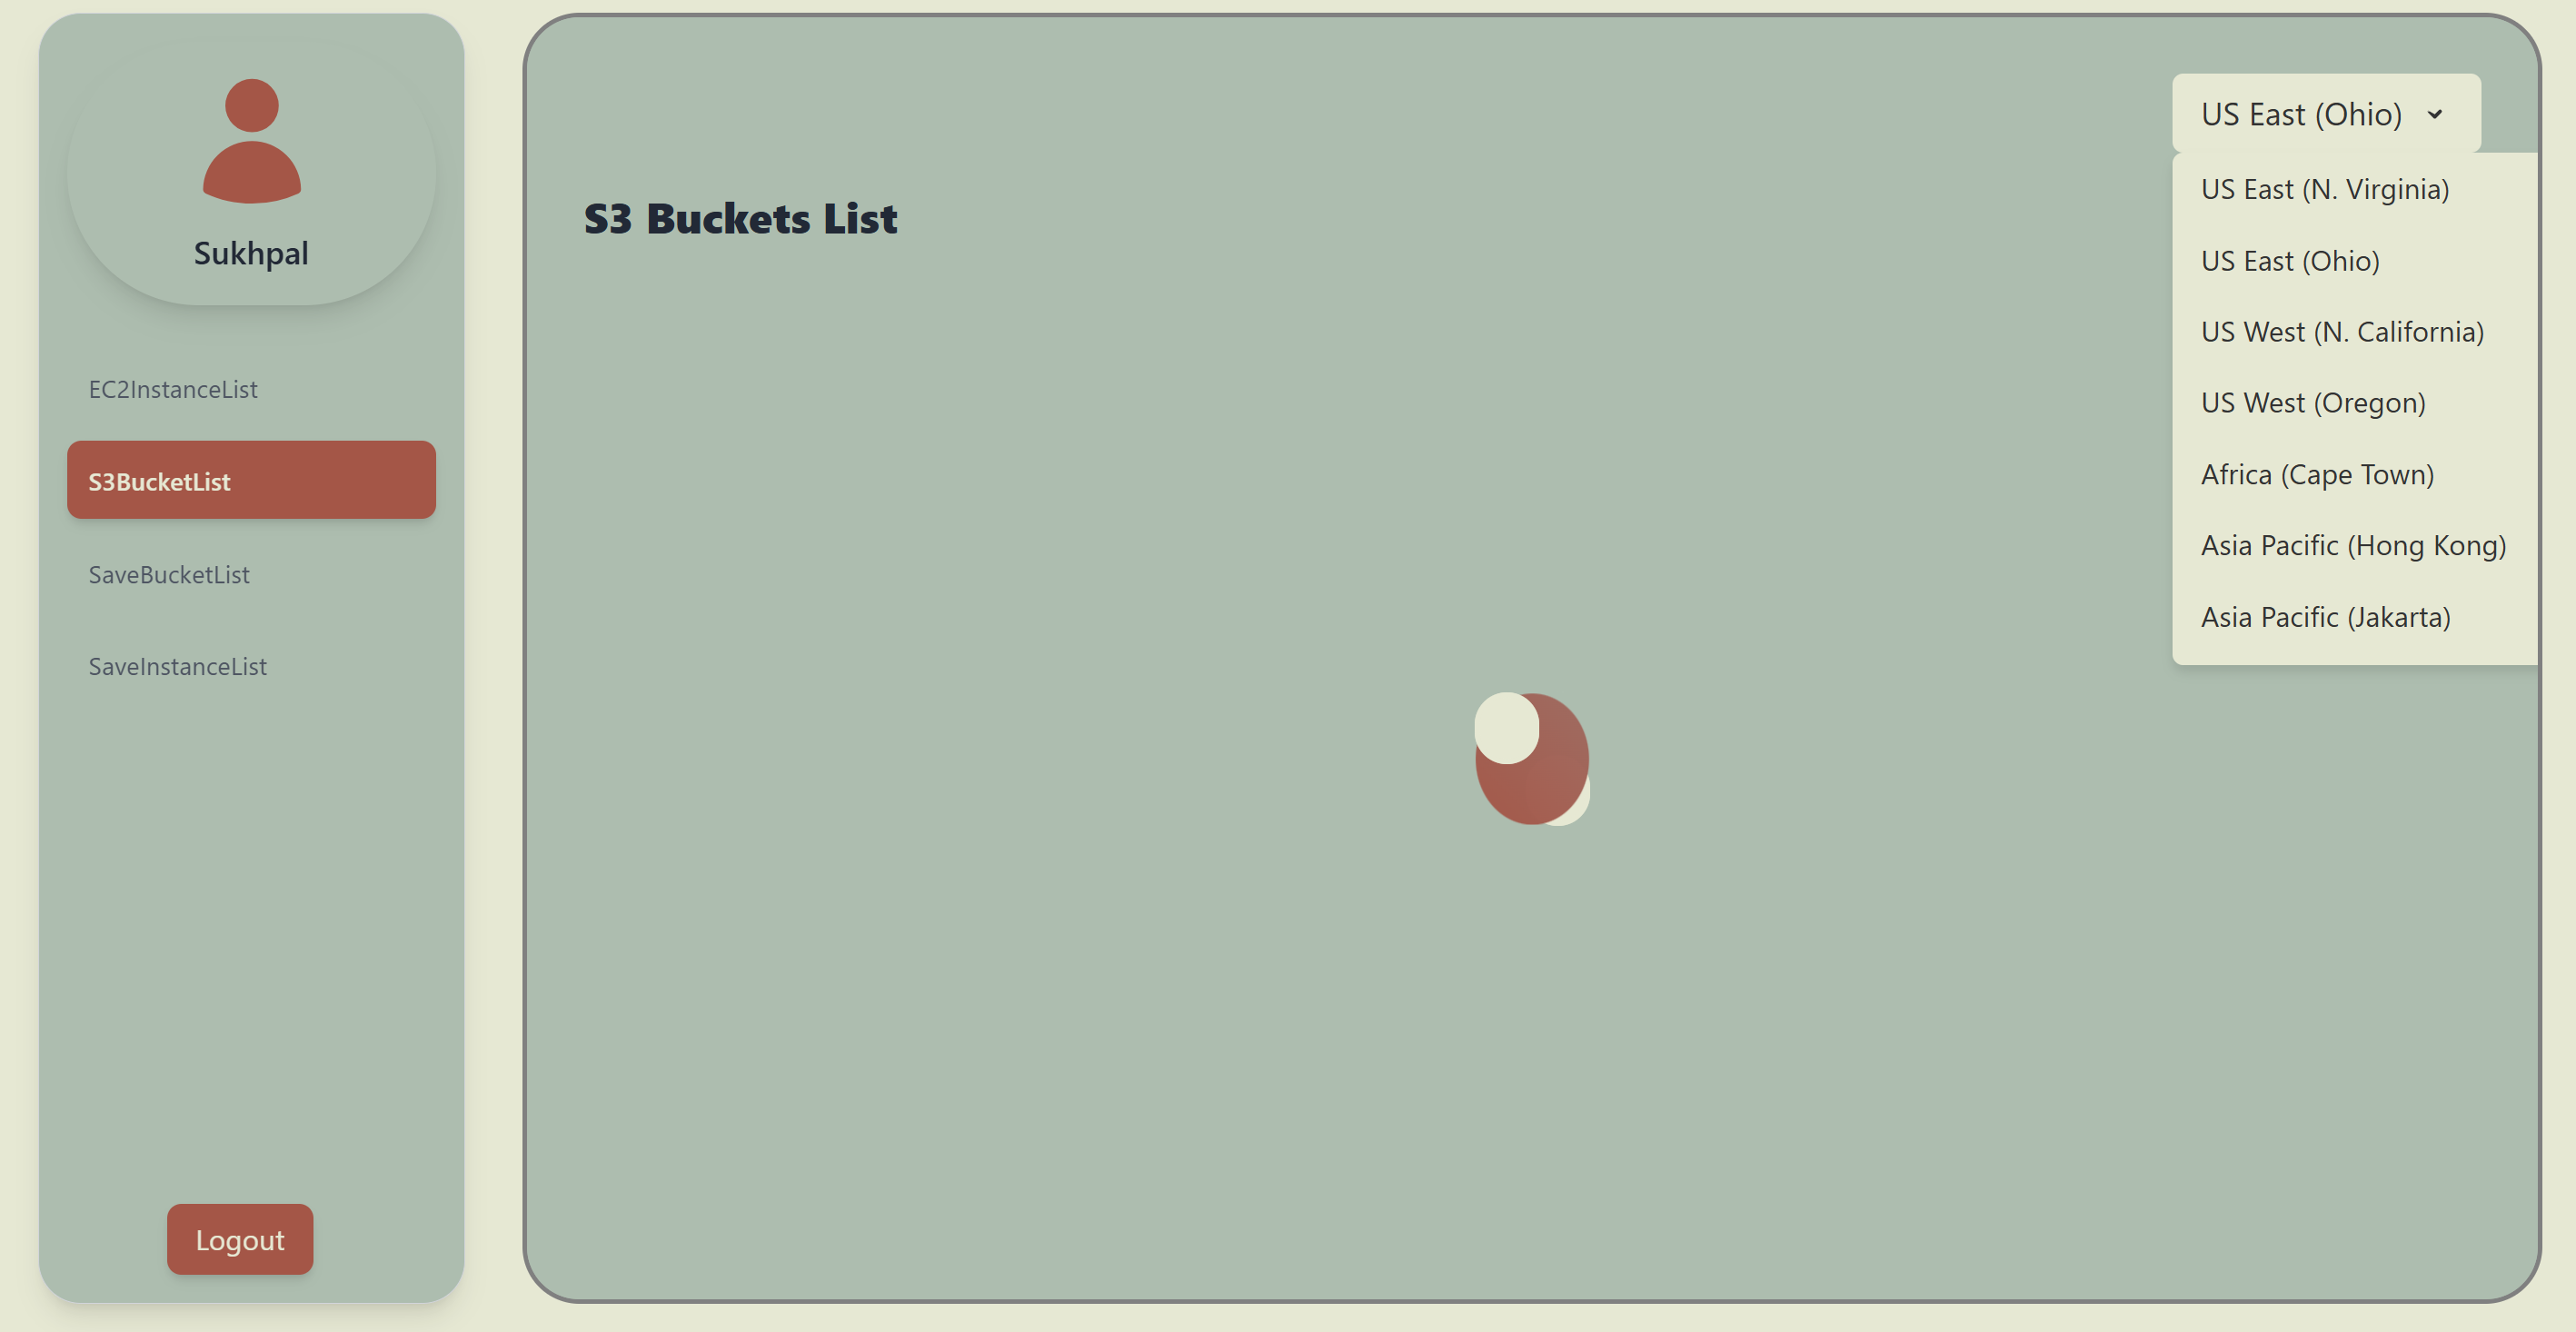 Sukhpal
EC2InstanceList
S3BucketList
SaveBucketList
SaveInstanceList
Logout
US East (Ohio)
S3 Buckets List
US East (N. Virginia)
US East (Ohio)
US West (N. California)
US West (Oregon)
Africa (Cape Town)
Asia Pacific (Hong Kong)
Asia Pacific (Jakarta)